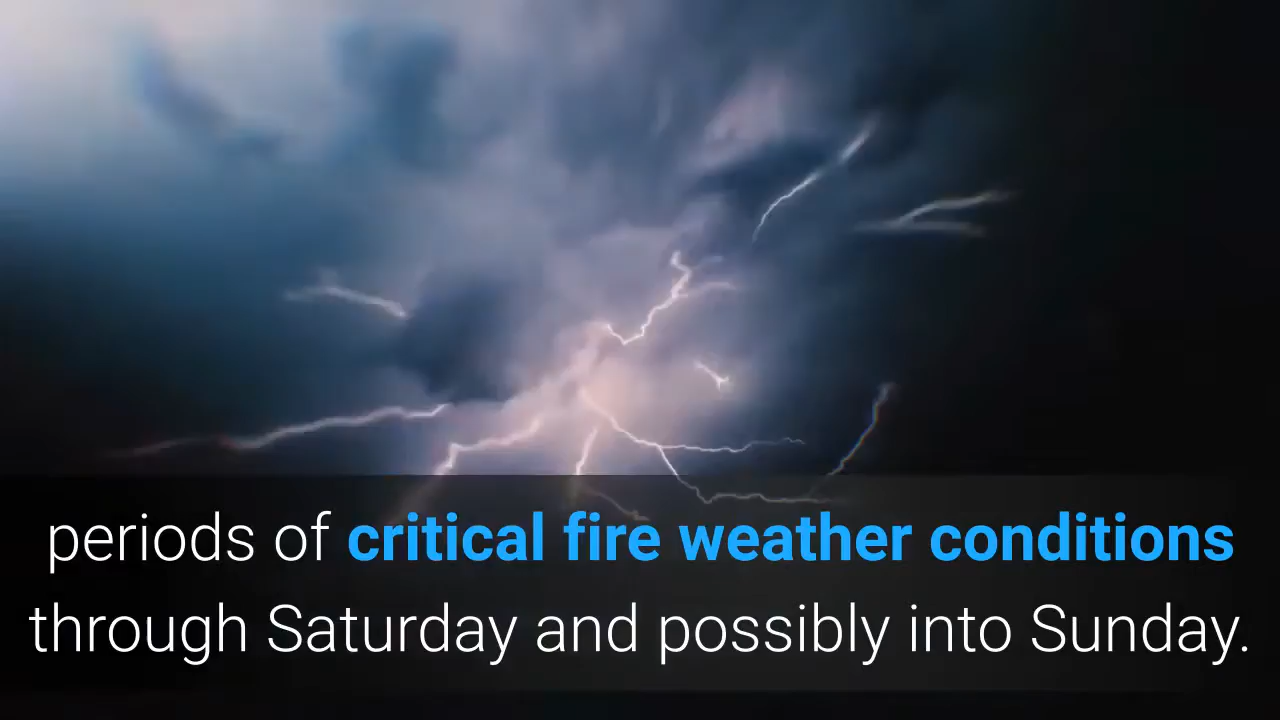 periods of critical fire weather conditions
through Saturday and possibly into Sunday.